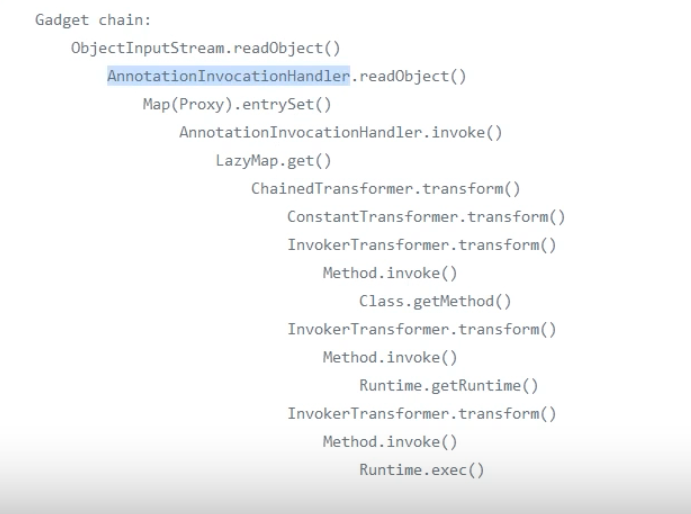 Gadget chain:
ObjectInputStream.readObject()
AnnotationInvocationHandler.readObject()
Map(Proxy).entrySet()
AnnotationInvocationHandler.invoke()
LazyMap.get()
ChainedTransformer.transform()
ConstantTransformer.transform()
InvokerTransformer.transform()
Method.invoke()
Class.getMethod()
InvokerTransformer.transform()
Method.invoke()
Runtime.getRuntime()
InvokerTransformer.transform()
Method.invoke()
Runtime.exec()